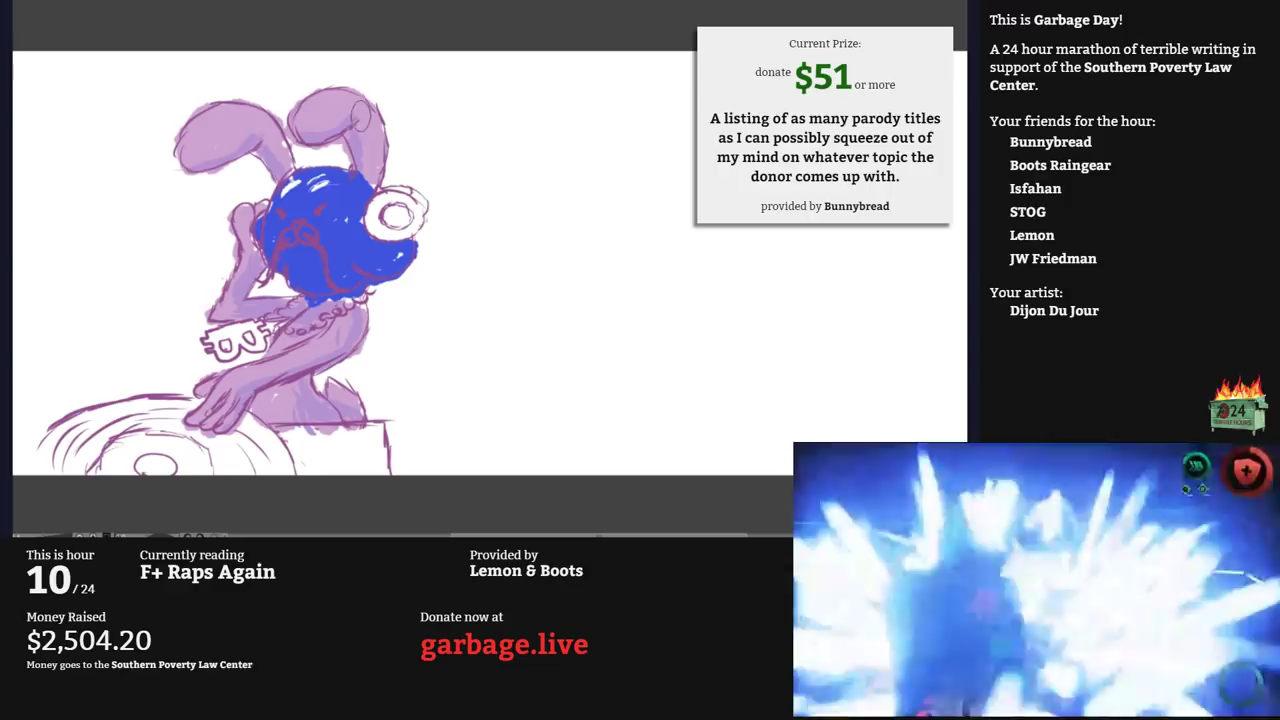 Current Prize:
donate $51 or more
A listing of as many parody titles
as I can possibly squeeze out of
my mind on whatever topic the
donor comes up with.
provided by Bunnybread
This is Garbage Day!
A 24 hour marathon of terrible writing in
support of the Southern Poverty Law
Center.
Your friends for the hour:
Bunnybread
Boots Raingear
Isfahan
STOG
Lemon
JW Friedman
Your artist:
Dijon Du Jour
B
This is hour
10 / 24
Currently reading
F+ Raps Again
Provided by
Lemon & Boots
Money Raised
$2,504.20
Money goes to the Southern Poverty Law Center
Donate now at
garbage.live